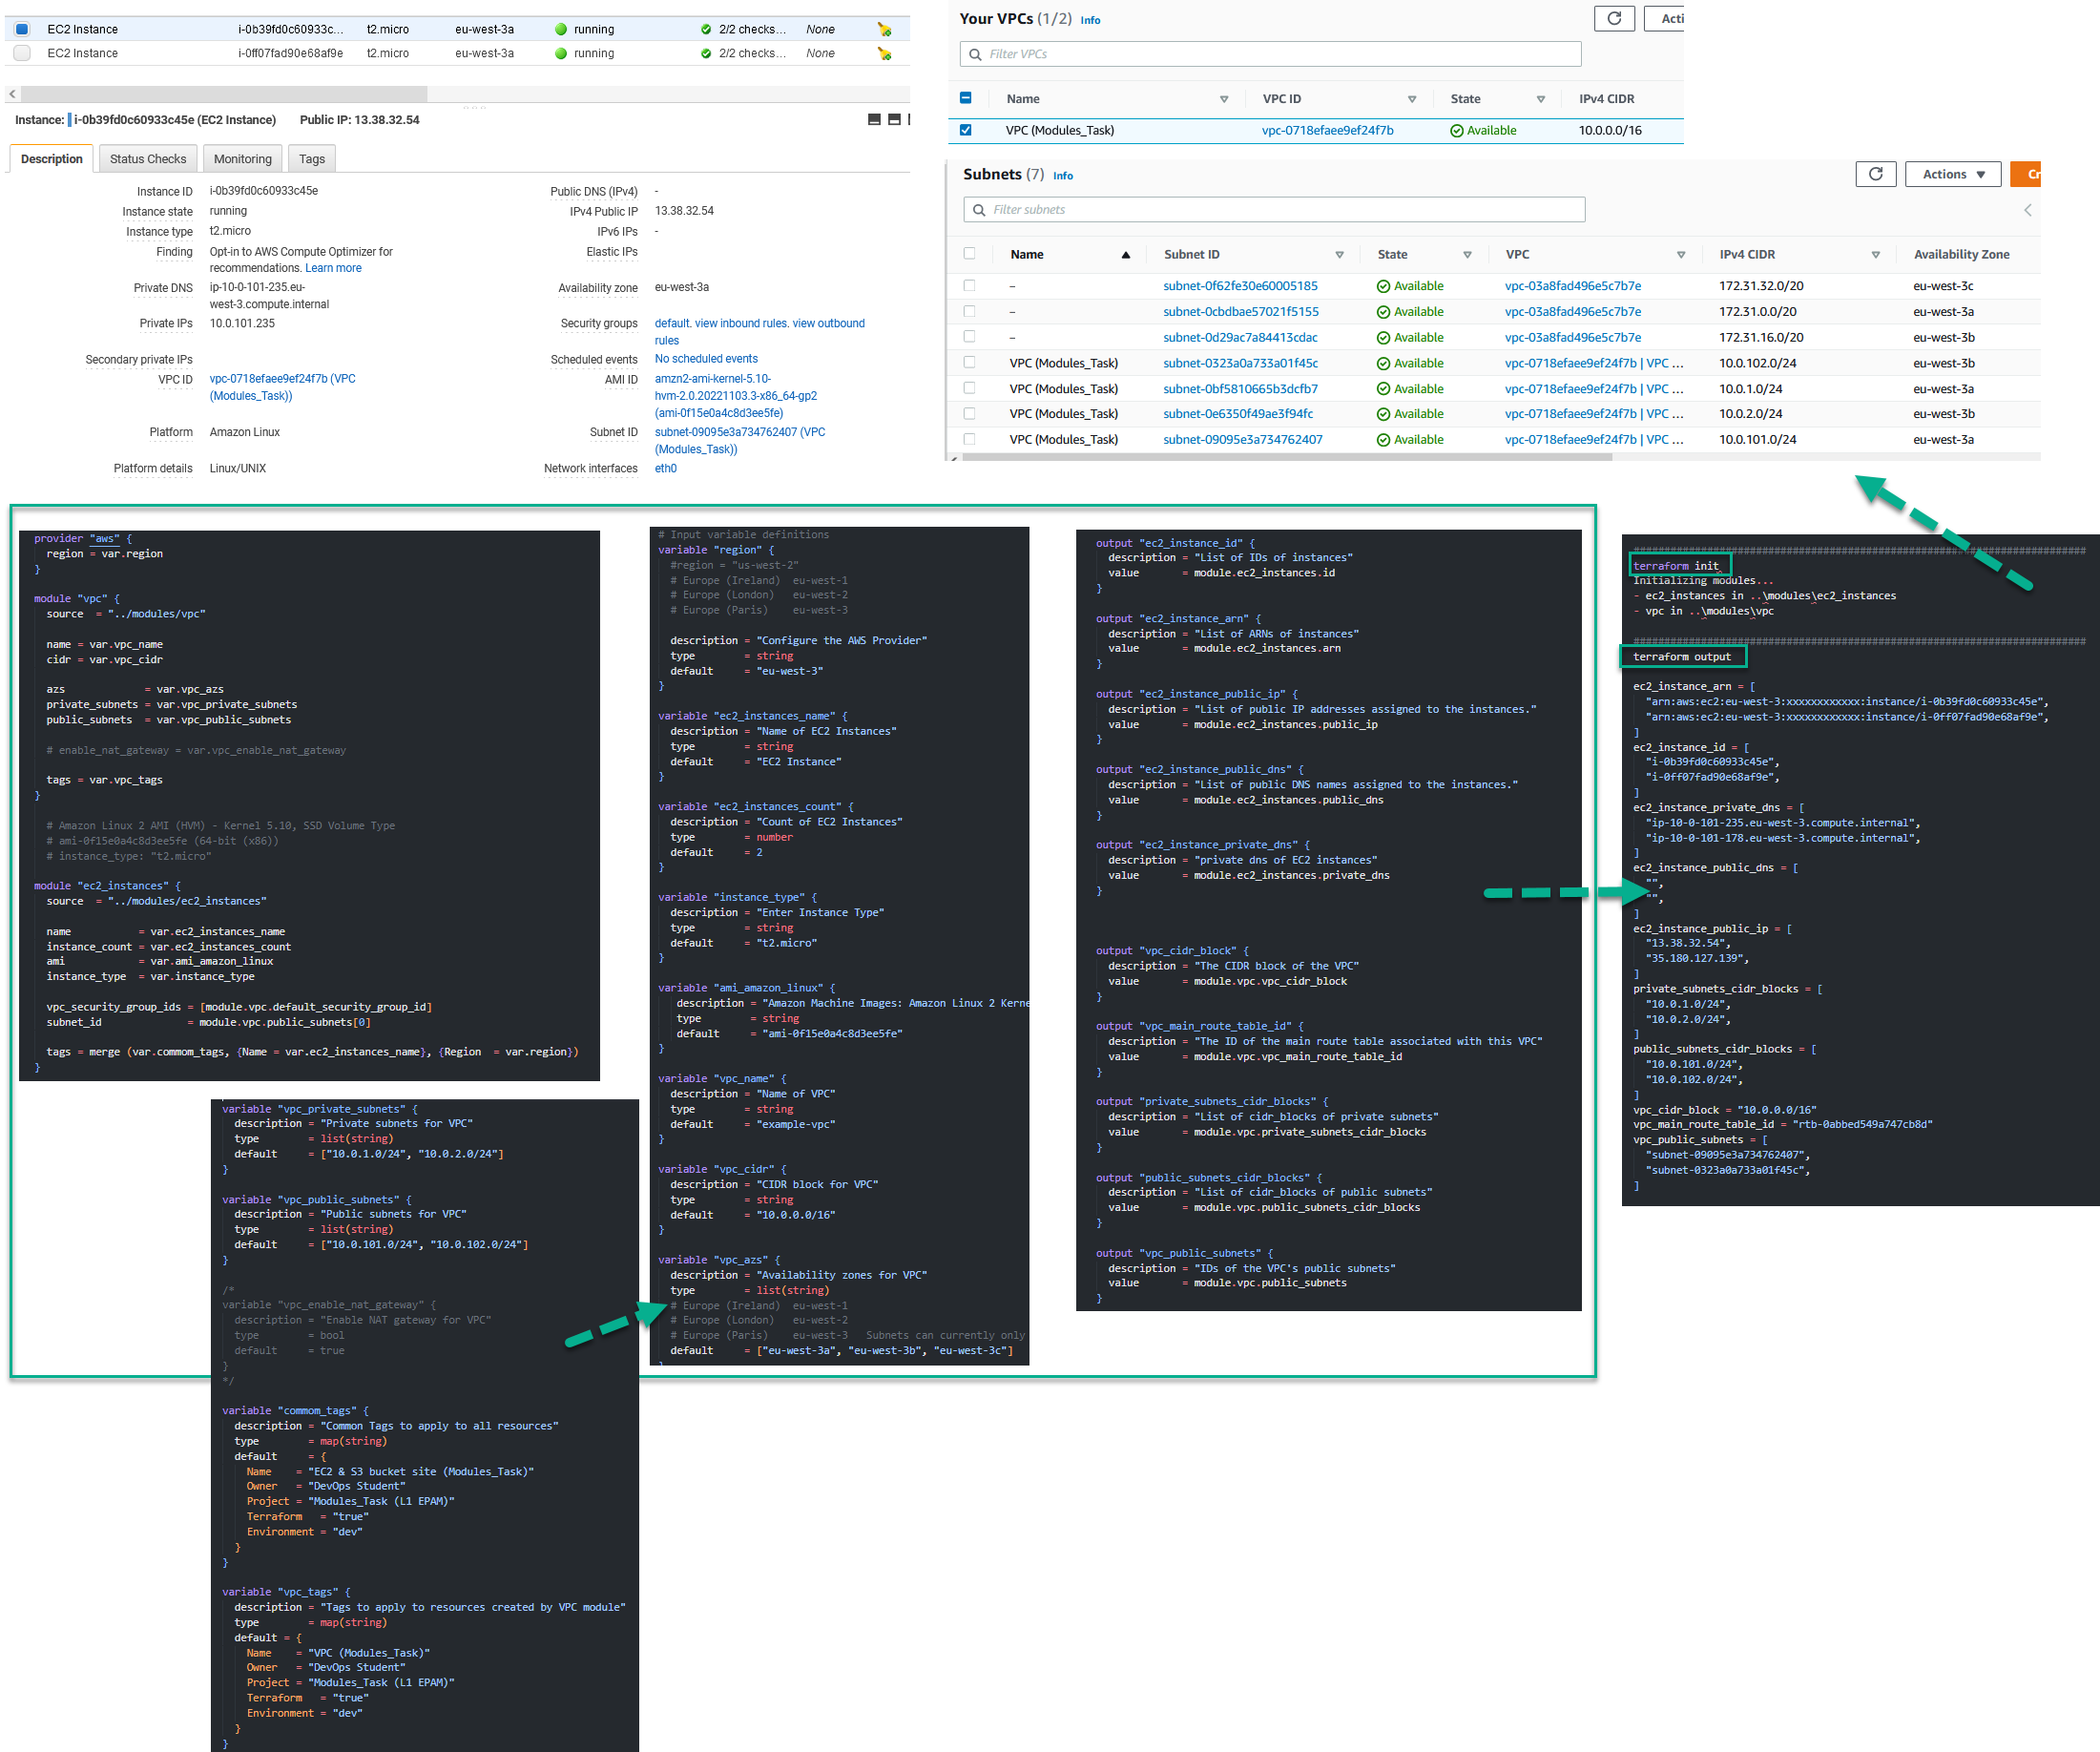 EC2 Instance i-0b39fd0c60933c... t2.micro eu-west-3a running 2/2 checks... None
EC2 Instance i-0ff07fad90e68af9e t2.micro eu-west-3a running 2/2 checks... None
Instance: i-0b39fd0c60933c45e (EC2 Instance) Public IP: 13.38.32.54
Description Status Checks Monitoring Tags
Instance ID i-0b39fd0c60933c45e
Instance state running
Instance type t2.micro
Finding Opt-in to AWS Compute Optimizer for
recommendations. Learn more
Private DNS ip-10-0-101-235.eu-
west-3.compute.internal
Private IPs 10.0.101.235
Secondary private IPs
VPC ID vpc-0718efaee9ef24f7b (VPC
(Modules_Task))
Platform Amazon Linux
Platform details Linux/UNIX
Public DNS (IPv4) -
IPv4 Public IP 13.38.32.54
IPv6 IPs -
Elastic IPs
Availability zone eu-west-3a
Security groups default. view inbound rules. view outbound
rules
Scheduled events No scheduled events
AMI ID amzn2-ami-kernel-5.10-
hvm-2.0.20221103.3-x86_64-gp2
(ami-0f15e0a4c8d3ee5fe)
Subnet ID subnet-09095e3a734762407 (VPC
(Modules_Task))
Network interfaces eth0
Your VPCs (1/2) Info
Acti
Filter VPCs
Name VPC ID State IPv4 CIDR
VPC (Modules_Task) vpc-0718efaee9ef24f7b Available 10.0.0.0/16
Subnets (7) Info
Actions Cr
Filter subnets
Name Subnet ID State VPC IPv4 CIDR Availability Zone
– subnet-0f62fe30e60005185 Available vpc-03a8fad496e5c7b7e 172.31.32.0/20 eu-west-3c
– subnet-0cbdbae57021f5155 Available vpc-03a8fad496e5c7b7e 172.31.0.0/20 eu-west-3a
– subnet-0d29ac7a84413cdac Available vpc-03a8fad496e5c7b7e 172.31.16.0/20 eu-west-3b
VPC (Modules_Task) subnet-0323a0a733a01f45c Available vpc-0718efaee9ef24f7b | VPC ... 10.0.102.0/24 eu-west-3b
VPC (Modules_Task) subnet-0bf5810665b3dcfb7 Available vpc-0718efaee9ef24f7b | VPC ... 10.0.1.0/24 eu-west-3a
VPC (Modules_Task) subnet-0e6350f49ae3f94fc Available vpc-0718efaee9ef24f7b | VPC ... 10.0.2.0/24 eu-west-3b
VPC (Modules_Task) subnet-09095e3a734762407 Available vpc-0718efaee9ef24f7b | VPC ... 10.0.101.0/24 eu-west-3a
provider "aws" {
region = var.region
}
module "vpc" {
source = "../modules/vpc"
name = var.vpc_name
cidr = var.vpc_cidr
azs = var.vpc_azs
private_subnets = var.vpc_private_subnets
public_subnets = var.vpc_public_subnets
# enable_nat_gateway = var.vpc_enable_nat_gateway
tags = var.vpc_tags
}
# Amazon Linux 2 AMI (HVM) - Kernel 5.10, SSD Volume Type
# ami-0f15e0a4c8d3ee5fe (64-bit (x86))
# instance_type: "t2.micro"
module "ec2_instances" {
source = "../modules/ec2_instances"
name = var.ec2_instances_name
instance_count = var.ec2_instances_count
ami = var.ami_amazon_linux
instance_type = var.instance_type
vpc_security_group_ids = [module.vpc.default_security_group_id]
subnet_id = module.vpc.public_subnets[0]
tags = merge (var.commom_tags, {Name = var.ec2_instances_name}, {Region = var.region})
}
variable "vpc_private_subnets" {
description = "Private subnets for VPC"
type = list(string)
default = ["10.0.1.0/24", "10.0.2.0/24"]
}
variable "vpc_public_subnets" {
description = "Public subnets for VPC"
type = list(string)
default = ["10.0.101.0/24", "10.0.102.0/24"]
}
/*
variable "vpc_enable_nat_gateway" {
description = "Enable NAT gateway for VPC"
type = bool
default = true
}
*/
variable "commom_tags" {
description = "Common Tags to apply to all resources"
type = map(string)
default = {
Name = "EC2 & S3 bucket site (Modules_Task)"
Owner = "DevOps Student"
Project = "Modules_Task (L1 EPAM)"
Terraform = "true"
Environment = "dev"
}
}
variable "vpc_tags" {
description = "Tags to apply to resources created by VPC module"
type = map(string)
default = {
Name = "VPC (Modules_Task)"
Owner = "DevOps Student"
Project = "Modules_Task (L1 EPAM)"
Terraform = "true"
Environment = "dev"
}
}
# Input variable definitions
variable "region" {
#region = "us-west-2"
# Europe (Ireland) eu-west-1
# Europe (London) eu-west-2
# Europe (Paris) eu-west-3
description = "Configure the AWS Provider"
type = string
default = "eu-west-3"
}
variable "ec2_instances_name" {
description = "Name of EC2 Instances"
type = string
default = "EC2 Instance"
}
variable "ec2_instances_count" {
description = "Count of EC2 Instances"
type = number
default = 2
}
variable "instance_type" {
description = "Enter Instance Type"
type = string
default = "t2.micro"
}
variable "ami_amazon_linux" {
description = "Amazon Machine Images: Amazon Linux 2 Kerne
type = string
default = "ami-0f15e0a4c8d3ee5fe"
}
variable "vpc_name" {
description = "Name of VPC"
type = string
default = "example-vpc"
}
variable "vpc_cidr" {
description = "CIDR block for VPC"
type = string
default = "10.0.0.0/16"
}
variable "vpc_azs" {
description = "Availability zones for VPC"
type = list(string)
# Europe (Ireland) eu-west-1
# Europe (London) eu-west-2
# Europe (Paris) eu-west-3 Subnets can currently only
default = ["eu-west-3a", "eu-west-3b", "eu-west-3c"]
output "ec2_instance_id" {
description = "List of IDs of instances"
value = module.ec2_instances.id
}
output "ec2_instance_arn" {
description = "List of ARNs of instances"
value = module.ec2_instances.arn
}
output "ec2_instance_public_ip" {
description = "List of public IP addresses assigned to the instances."
value = module.ec2_instances.public_ip
}
output "ec2_instance_public_dns" {
description = "List of public DNS names assigned to the instances."
value = module.ec2_instances.public_dns
}
output "ec2_instance_private_dns" {
description = "private dns of EC2 instances"
value = module.ec2_instances.private_dns
}
output "vpc_cidr_block" {
description = "The CIDR block of the VPC"
value = module.vpc.vpc_cidr_block
}
output "vpc_main_route_table_id" {
description = "The ID of the main route table associated with this VPC"
value = module.vpc.vpc_main_route_table_id
}
output "private_subnets_cidr_blocks" {
description = "List of cidr_blocks of private subnets"
value = module.vpc.private_subnets_cidr_blocks
}
output "public_subnets_cidr_blocks" {
description = "List of cidr_blocks of public subnets"
value = module.vpc.public_subnets_cidr_blocks
}
output "vpc_public_subnets" {
description = "IDs of the VPC's public subnets"
value = module.vpc.public_subnets
}
terraform init
Initializing modules...
- ec2_instances in ..\modules\ec2_instances
- vpc in ..\modules\vpc
terraform output
ec2_instance_arn = [
"arn:aws:ec2:eu-west-3:xxxxxxxxxxxx:instance/i-0b39fd0c60933c45e",
"arn:aws:ec2:eu-west-3:xxxxxxxxxxxx:instance/i-0ff07fad90e68af9e",
]
ec2_instance_id = [
"i-0b39fd0c60933c45e",
"i-0ff07fad90e68af9e",
]
ec2_instance_private_dns = [
"ip-10-0-101-235.eu-west-3.compute.internal",
"ip-10-0-101-178.eu-west-3.compute.internal",
]
ec2_instance_public_dns = [
"",
"",
]
ec2_instance_public_ip = [
"13.38.32.54",
"35.180.127.139",
]
private_subnets_cidr_blocks = [
"10.0.1.0/24",
"10.0.2.0/24",
]
public_subnets_cidr_blocks = [
"10.0.101.0/24",
"10.0.102.0/24",
]
vpc_cidr_block = "10.0.0.0/16"
vpc_main_route_table_id = "rtb-0abbed549a747cb8d"
vpc_public_subnets = [
"subnet-09095e3a734762407",
"subnet-0323a0a733a01f45c",
]